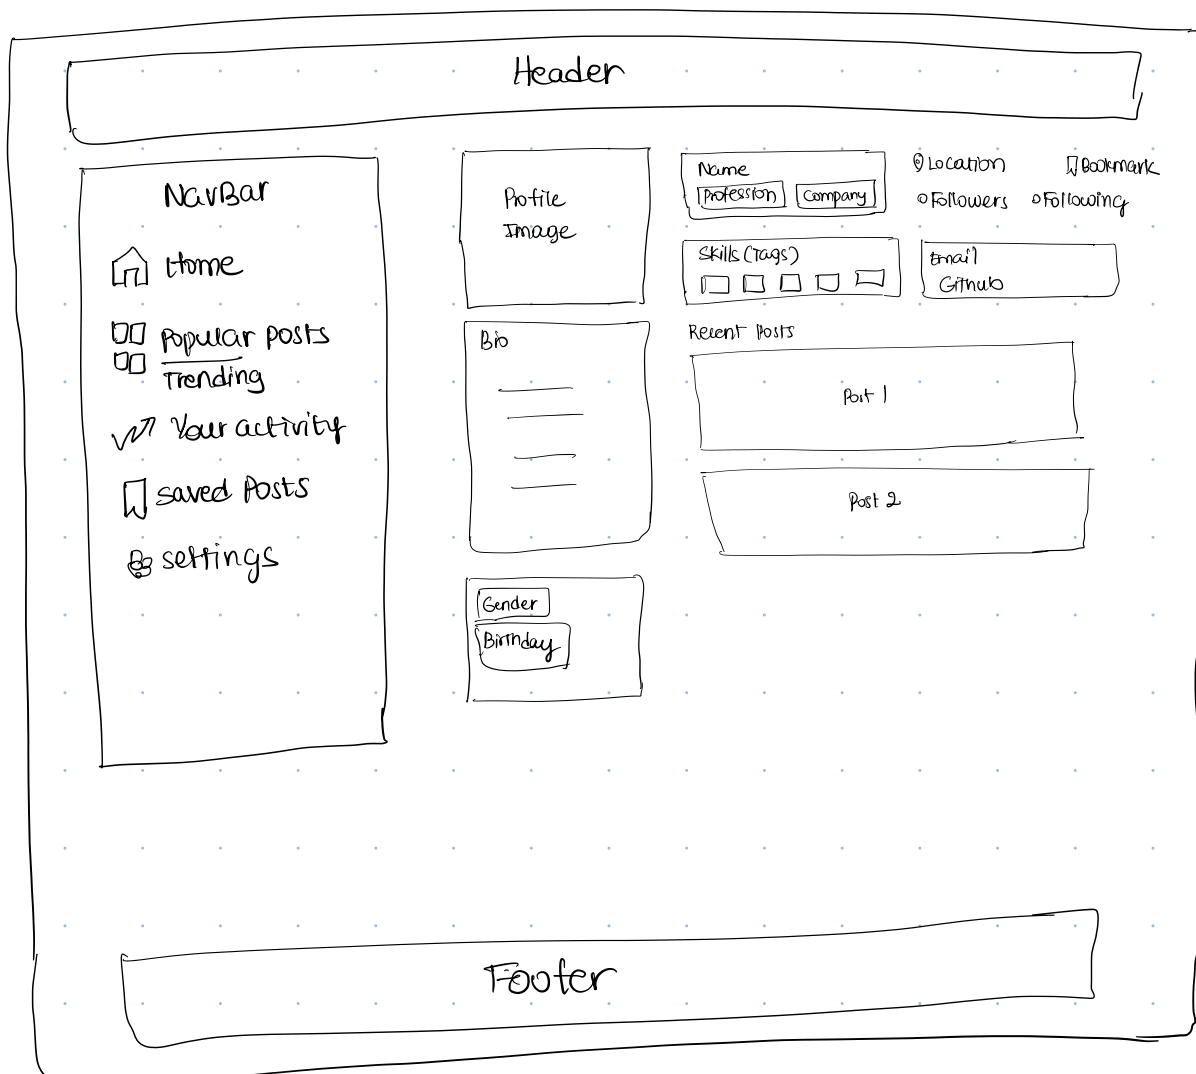 Header
NavBar
Home
Popular posts
Trending
Your activity
Saved Posts
settings
Profile
Image
Bio
Gender
Birthday
Name
Profession
Company
Location
Bookmark
Followers
Following
Skills (Tags)
Email
Github
Recent Posts
Post 1
Post 2
Footer